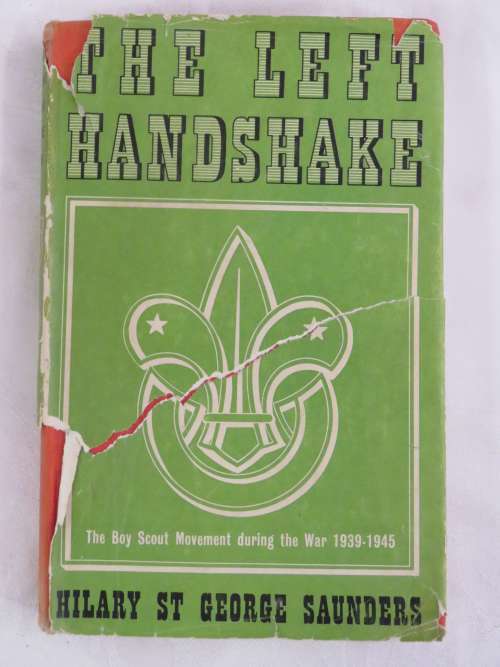 THE LEFT
HANDSHAKE
The Boy Scout Movement during the War 1939-1945
HILARY ST GEORGE SAUNDERS